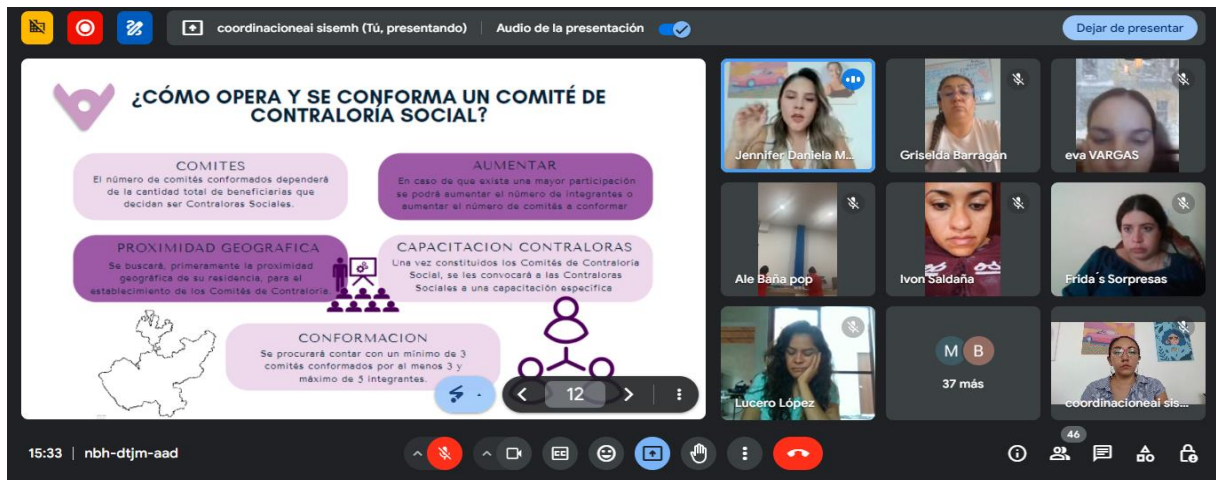 coordinacioneai sisemh (Tú, presentando)
Audio de la presentación
Dejar de presentar
¿CÓMO OPERA Y SE CONFORMA UN COMITÉ DE
CONTRALORÍA SOCIAL?
COMITES
El número de comités conformados dependerá
de la cantidad total de beneficiarias que
decidan ser Contraloras Sociales.
AUMENTAR
En caso de que exista una mayor participación
se podrá aumentar el número de integrantes o
aumentar el número de comités a conformar
PROXIMIDAD GEOGRAFICA
Se buscará, primeramente la proximidad
geográfica de su residencia, para el
establecimiento de los Comités de Contraloría.
CAPACITACION CONTRALORAS
Una vez constituidos los Comités de Contraloría
Social, se les convocará a las Contraloras
Sociales a una capacitación específica
CONFORMACION
Se procurará contar con un mínimo de 3
comités conformados por al menos 3 y
máximo de 5 integrantes.
12
Jennifer Daniela M...
Griselda Barragán
eva VARGAS
Ale Baña pop
Ivon Saldaña
Frida´s Sorpresas
Lucero López
M B
37 más
coordinacioneai sis...
15:33 | nbh-dtjm-aad
CC
46